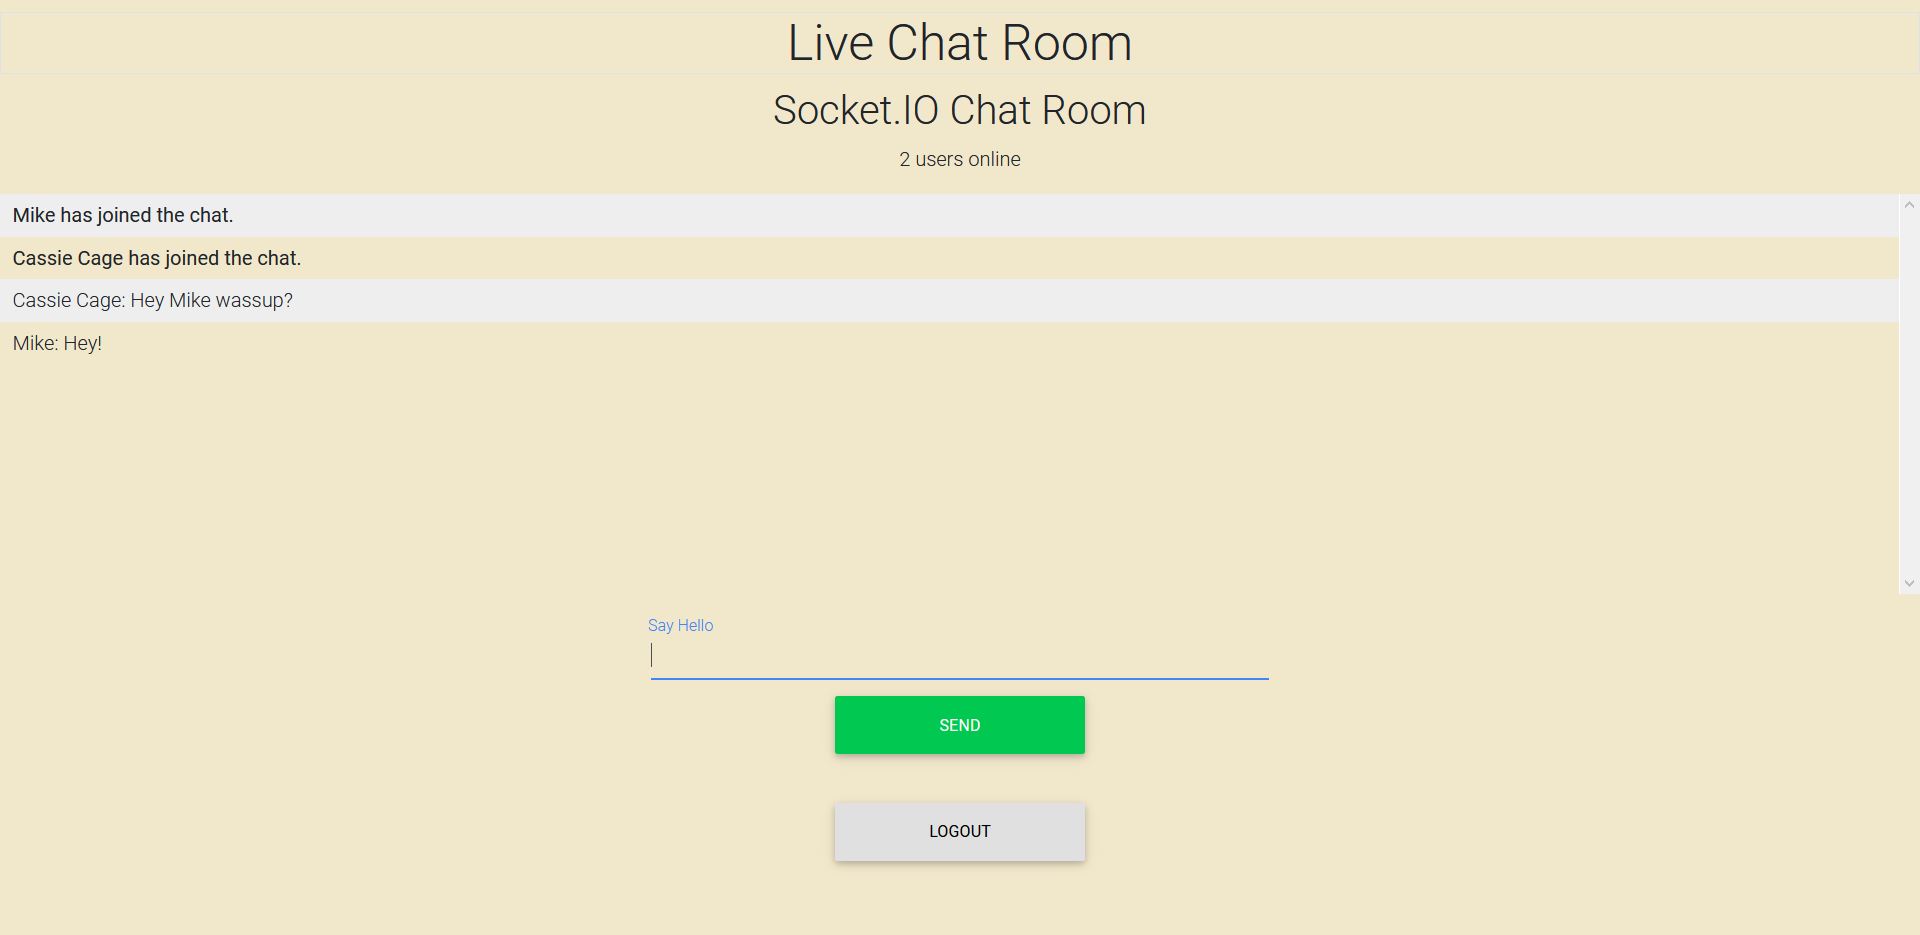 Live Chat Room
Socket.IO Chat Room
2 users online
Mike has joined the chat.
Cassie Cage has joined the chat.
Cassie Cage: Hey Mike wassup?
Mike: Hey!
Say Hello
SEND
LOGOUT